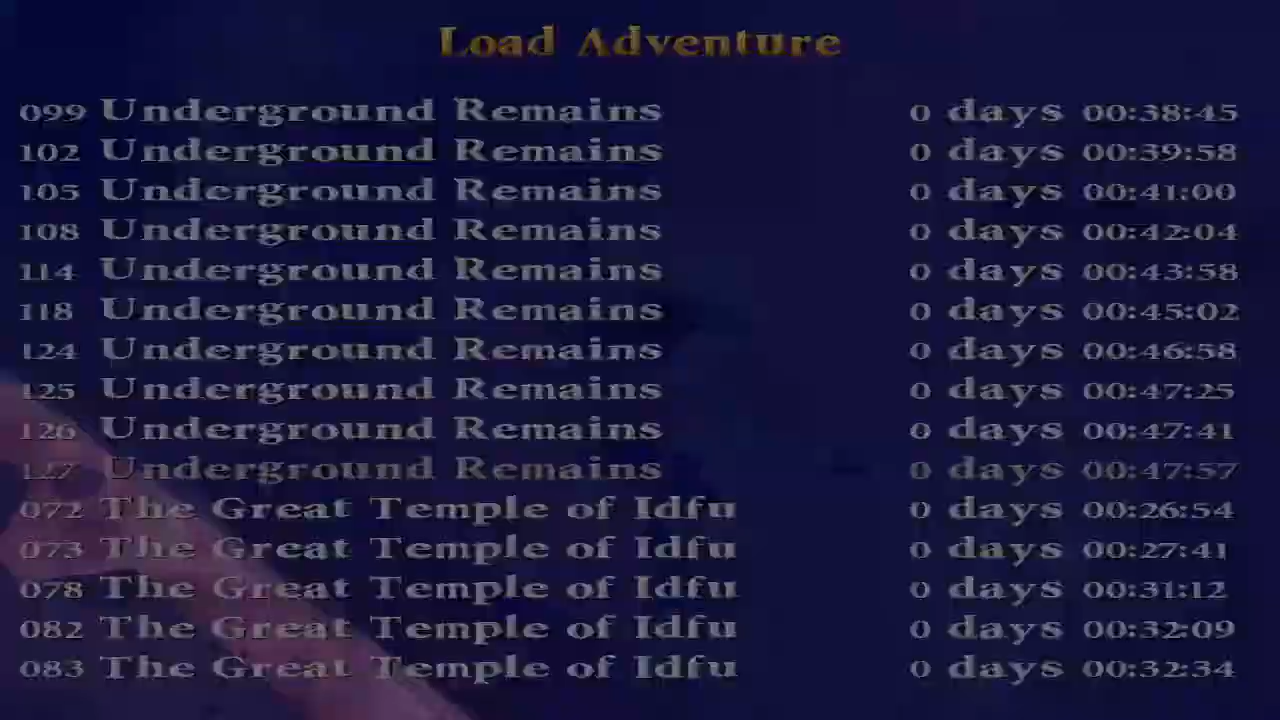 Load Adventure
099 Underground Remains 0 days 00:38:45
102 Underground Remains 0 days 00:39:58
105 Underground Remains 0 days 00:41:00
108 Underground Remains 0 days 00:42:04
114 Underground Remains 0 days 00:43:58
118 Underground Remains 0 days 00:45:02
124 Underground Remains 0 days 00:46:58
125 Underground Remains 0 days 00:47:25
126 Underground Remains 0 days 00:47:41
127 Underground Remains 0 days 00:47:57
072 The Great Temple of Idfu 0 days 00:26:54
073 The Great Temple of Idfu 0 days 00:27:41
078 The Great Temple of Idfu 0 days 00:31:12
082 The Great Temple of Idfu 0 days 00:32:09
083 The Great Temple of Idfu 0 days 00:32:34